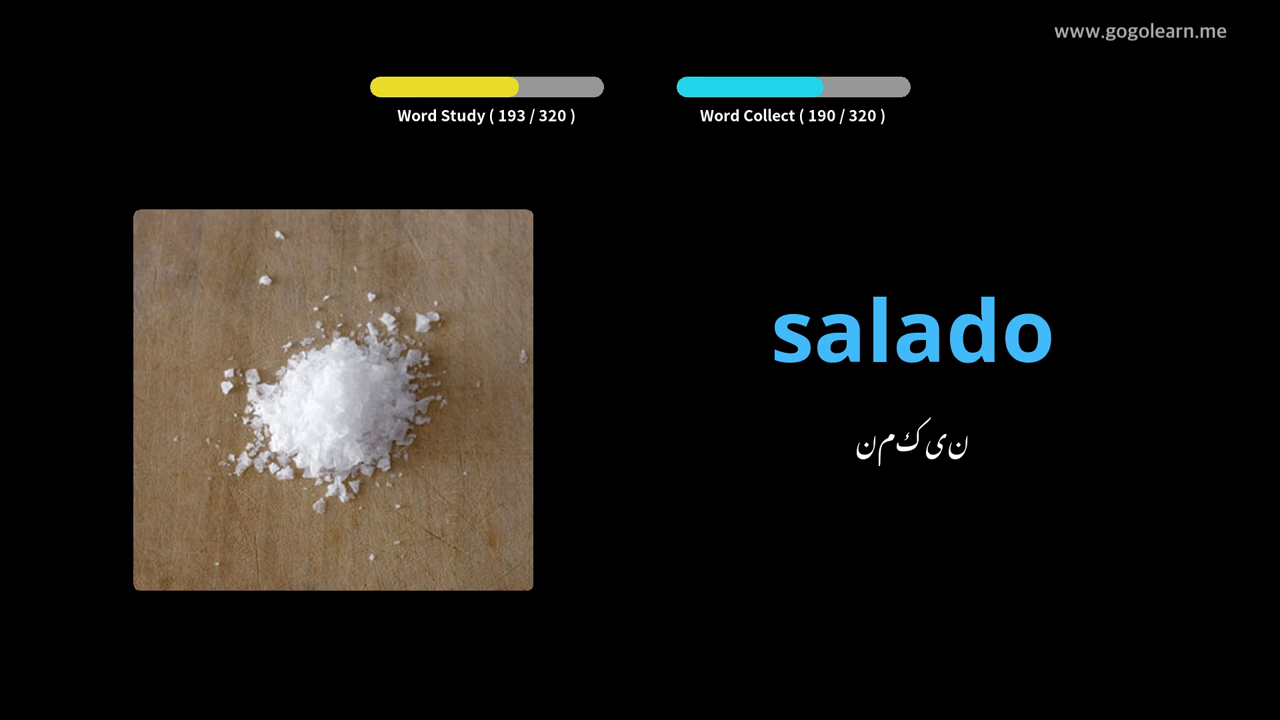 www.gogolearn.me
Word Study ( 193 / 320 )
Word Collect ( 190 / 320 )
salado
نمکین